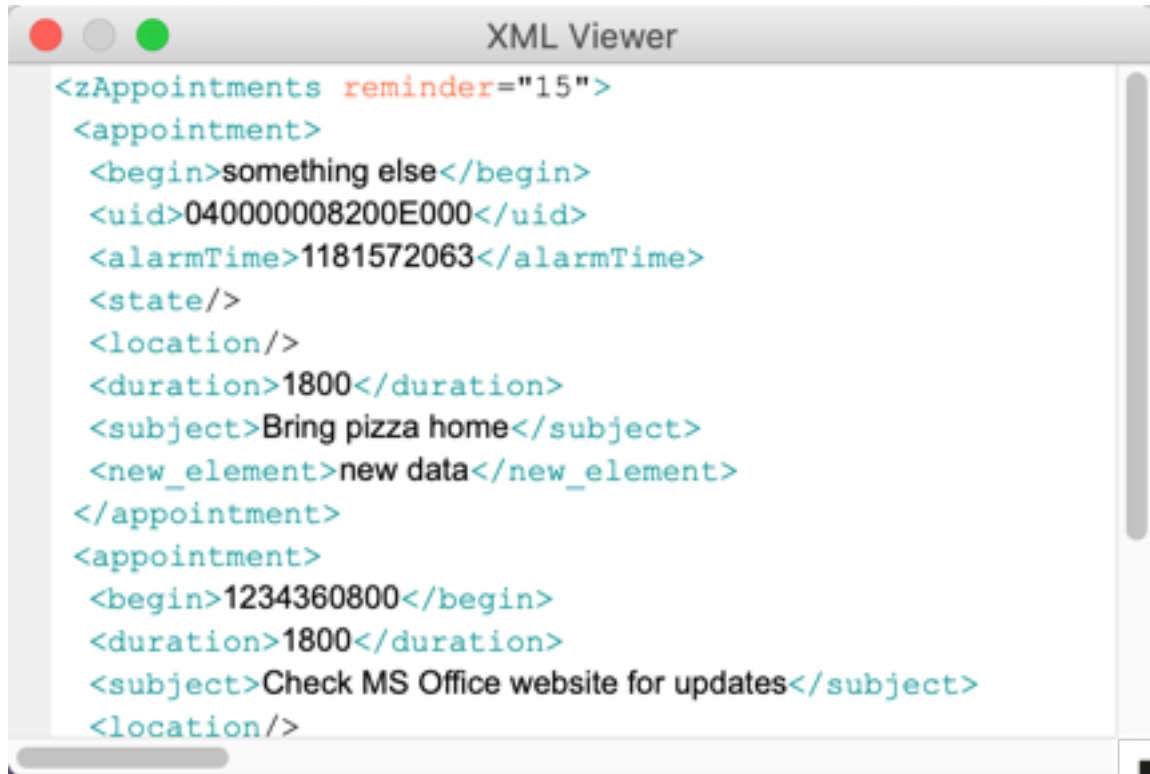 XML Viewer
<zAppointments reminder="15">
<appointment>
<begin>something else</begin>
<uid>040000008200E000</uid>
<alarmTime>1181572063</alarmTime>
<state/>
<location/>
<duration>1800</duration>
<subject>Bring pizza home</subject>
<new_element>new data</new_element>
</appointment>
<appointment>
<begin>1234360800</begin>
<duration>1800</duration>
<subject>Check MS Office website for updates</subject>
<location/>